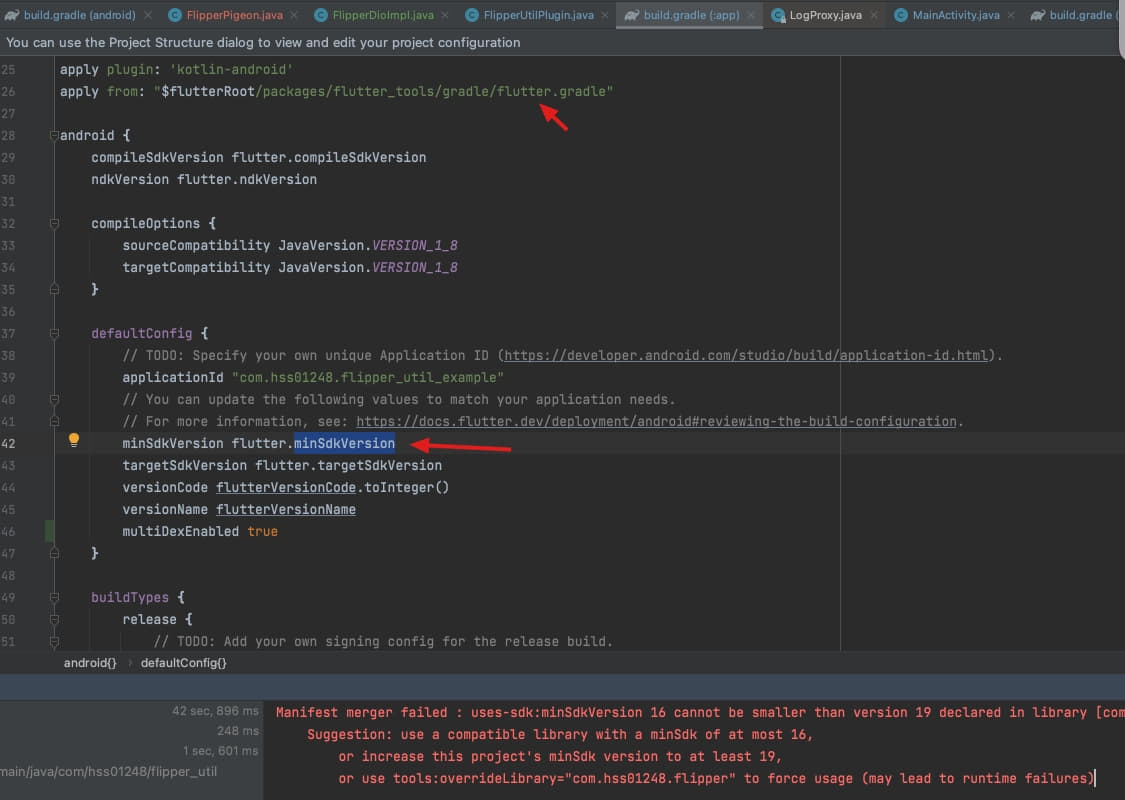 build.gradle (android) FlipperPigeon.java FlipperDioImpl.java FlipperUtilPlugin.java build.gradle (:app) LogProxy.java MainActivity.java build.gradle (
You can use the Project Structure dialog to view and edit your project configuration
25 apply plugin: 'kotlin-android'
26 apply from: "$flutterRoot/packages/flutter_tools/gradle/flutter.gradle"
27
28 android {
29 compileSdkVersion flutter.compileSdkVersion
30 ndkVersion flutter.ndkVersion
31
32 compileOptions {
33 sourceCompatibility JavaVersion.VERSION_1_8
34 targetCompatibility JavaVersion.VERSION_1_8
35 }
36
37 defaultConfig {
38 // TODO: Specify your own unique Application ID (https://developer.android.com/studio/build/application-id.html).
39 applicationId "com.hss01248.flipper_util_example"
40 // You can update the following values to match your application needs.
41 // For more information, see: https://docs.flutter.dev/deployment/android#reviewing-the-build-configuration.
42 minSdkVersion flutter.minSdkVersion
43 targetSdkVersion flutter.targetSdkVersion
44 versionCode flutterVersionCode.toInteger()
45 versionName flutterVersionName
46 multiDexEnabled true
47 }
48
49 buildTypes {
50 release {
51 // TODO: Add your own signing config for the release build.
android{} › defaultConfig{}
42 sec, 896 ms
248 ms
1 sec, 601 ms
main/java/com/hss01248/flipper_util
Manifest merger failed : uses-sdk:minSdkVersion 16 cannot be smaller than version 19 declared in library [com
Suggestion: use a compatible library with a minSdk of at most 16,
or increase this project's minSdk version to at least 19,
or use tools:overrideLibrary="com.hss01248.flipper" to force usage (may lead to runtime failures)